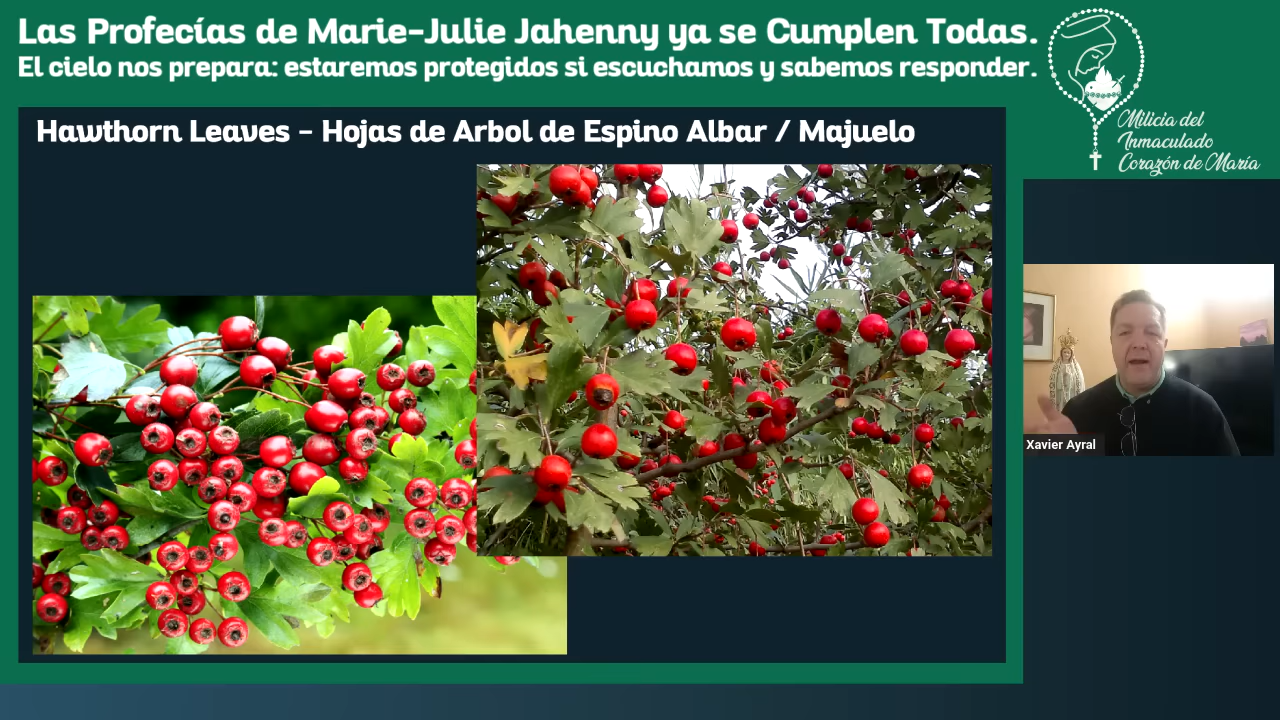 Las Profecías de Marie-Julie Jahenny ya se Cumplen Todas.
El cielo nos prepara: estaremos protegidos si escuchamos y sabemos responder.
Milicia del
Inmaculado
Corazón de María
Hawthorn Leaves - Hojas de Arbol de Espino Albar / Majuelo
Xavier Ayral